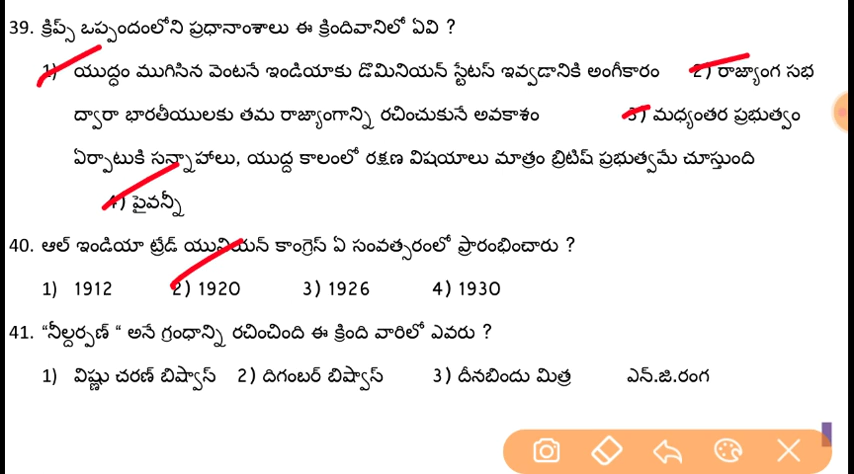 39. క్రిప్స్ ఒప్పందంలోని ప్రధానాంశాలు ఈ క్రిందివానిలో ఏవి ?
1) యుద్ధం ముగిసిన వెంటనే ఇండియాకు డొమినియన్ స్టేటస్ ఇవ్వడానికి అంగీకారం 2) రాజ్యాంగ సభ
ద్వారా భారతీయులకు తమ రాజ్యాంగాన్ని రచించుకునే అవకాశం 3) మధ్యంతర ప్రభుత్వం
ఏర్పాటుకి సన్నాహాలు, యుద్ధ కాలంలో రక్షణ విషయాలు మాత్రం బ్రిటిష్ ప్రభుత్వమే చూస్తుంది
4) పైవన్నీ
40. ఆల్ ఇండియా ట్రేడ్ యునియన్ కాంగ్రెస్ ఏ సంవత్సరంలో ప్రారంభించారు ?
1) 1912 2) 1920 3) 1926 4) 1930
41. “నీల్దర్పణ్ “ అనే గ్రంధాన్ని రచించింది ఈ క్రింది వారిలో ఎవరు ?
1) విష్ణు చరణ్ బిష్వాస్ 2) దిగంబర్ బిష్వాస్ 3) దీనబిందు మిత్ర ఎన్.జి.రంగ